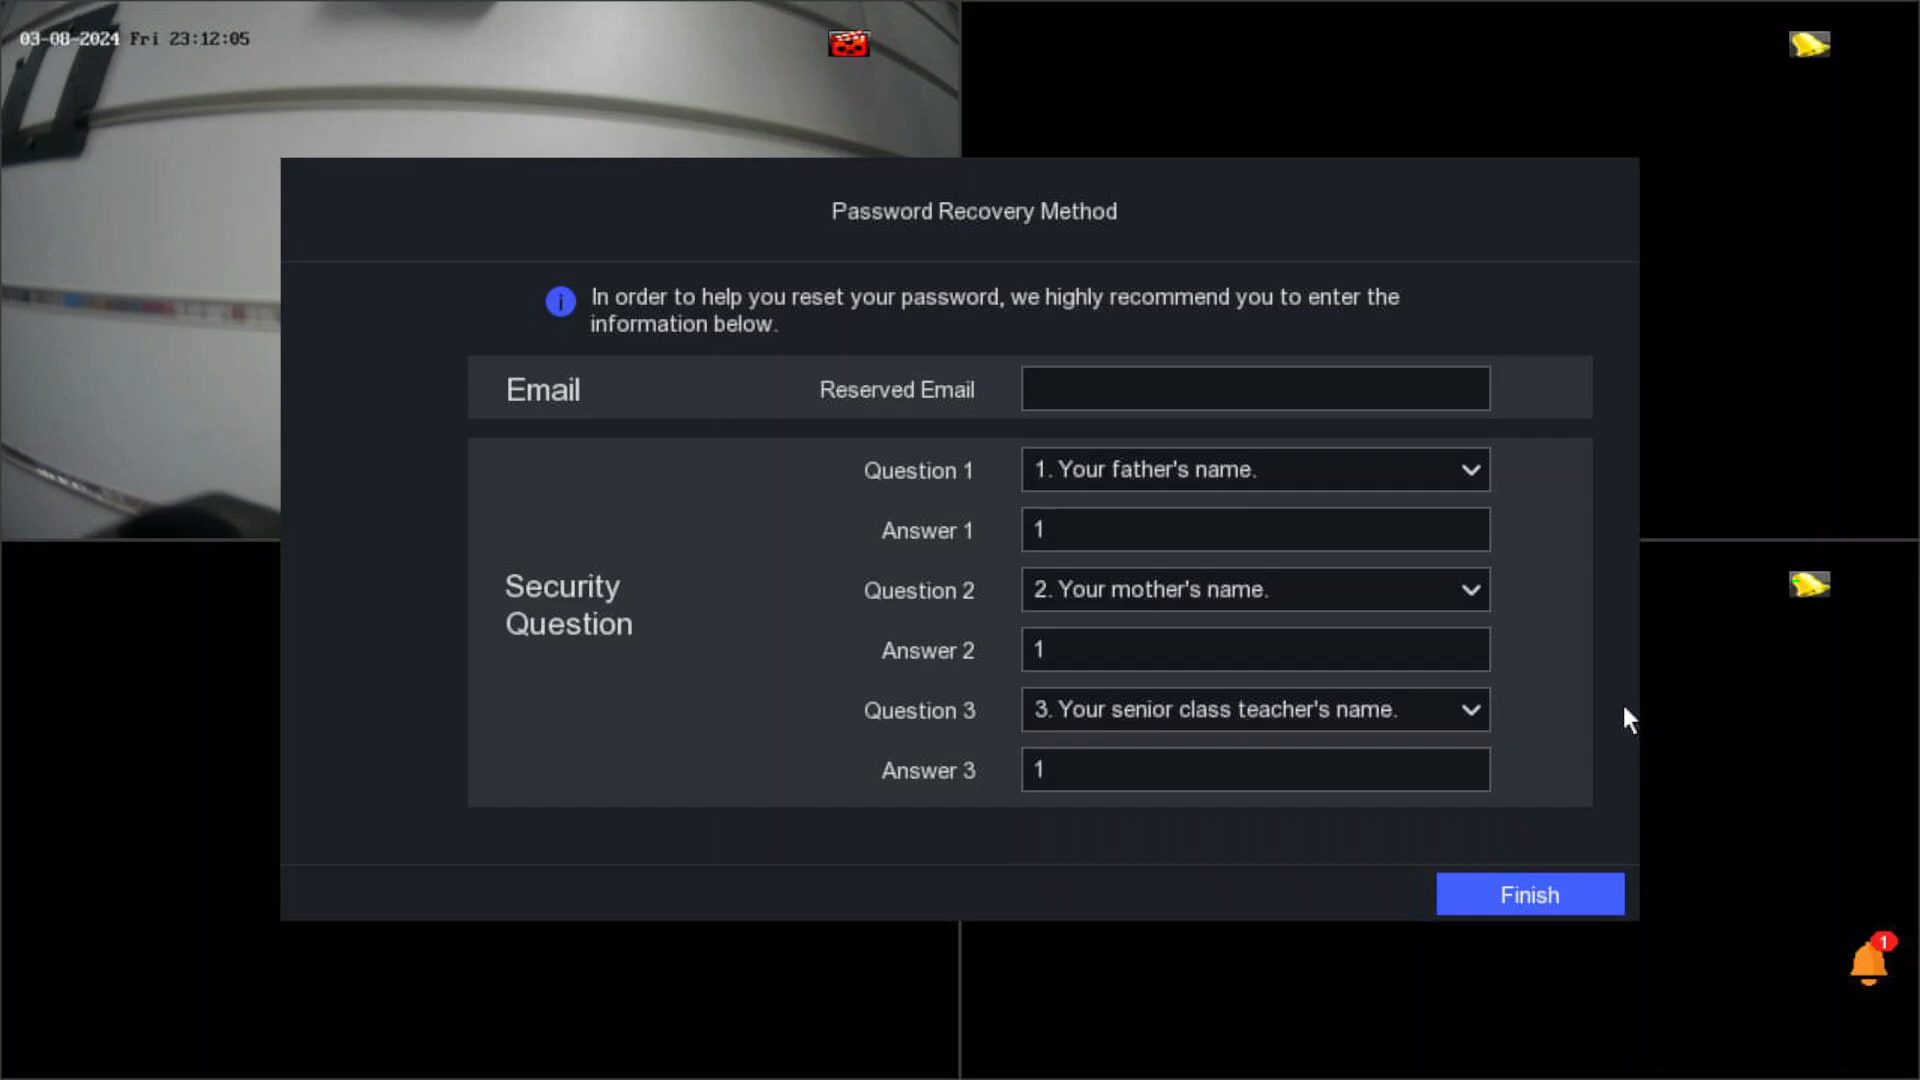 03-08-2024 Fri 23:12:05
Password Recovery Method
In order to help you reset your password, we highly recommend you to enter the
information below.
Email
Reserved Email
Question 1
1. Your father's name.
Answer 1
1
Security
Question
Question 2
2. Your mother's name.
Answer 2
1
Question 3
3. Your senior class teacher's name.
Answer 3
1
Finish
1